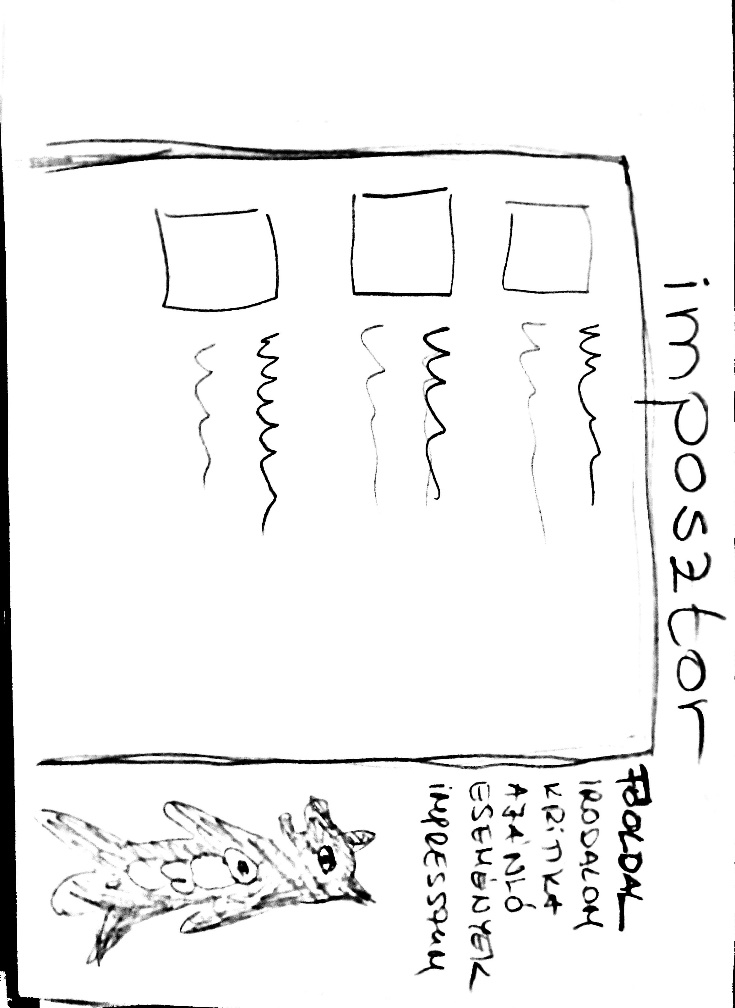 imposztor
FŐOLDAL
IRODALOM
KRITIKA
AJÁNLÓ
ESEMÉNYEK
IMPRESSZUM